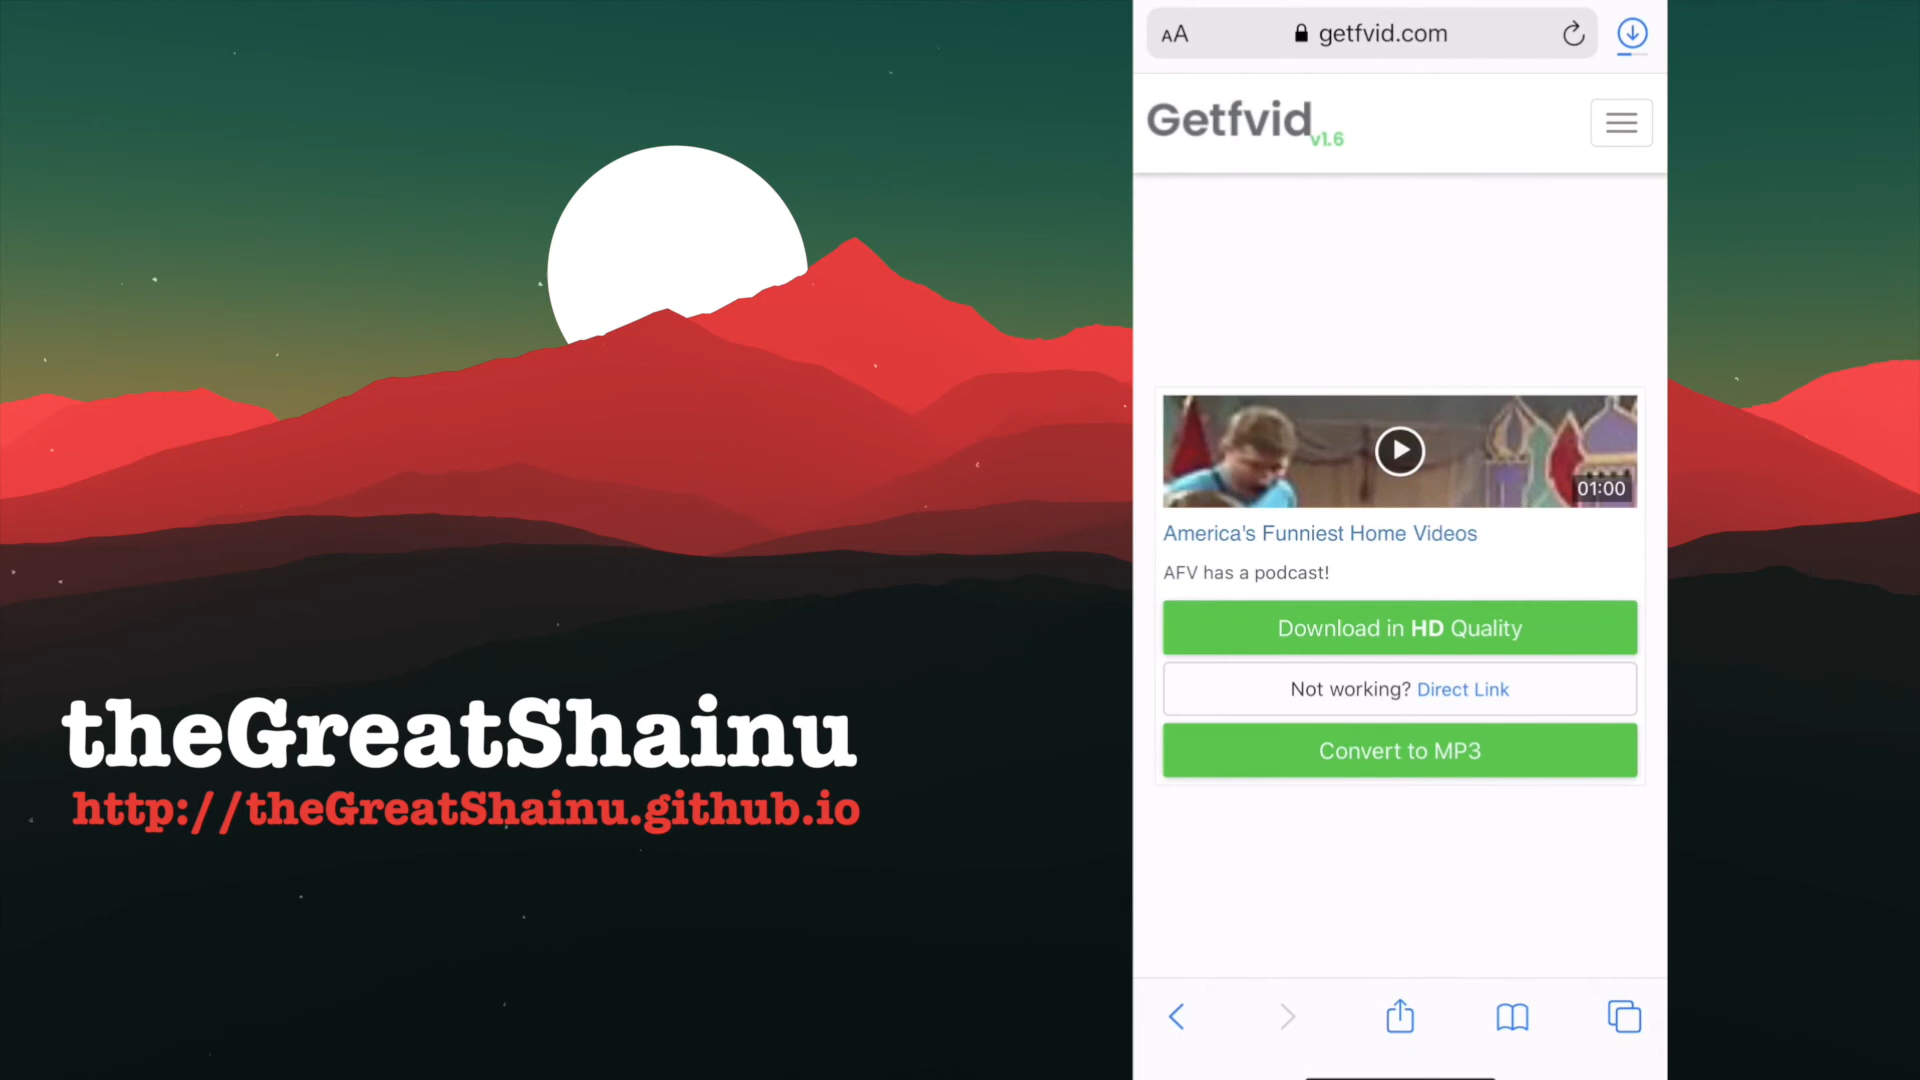 AA
getfvid.com
Getfvid
v1.6
01:00
America's Funniest Home Videos
AFV has a podcast!
Download in HD Quality
Not working? Direct Link
Convert to MP3
theGreatShainu
http://theGreatShainu.github.io